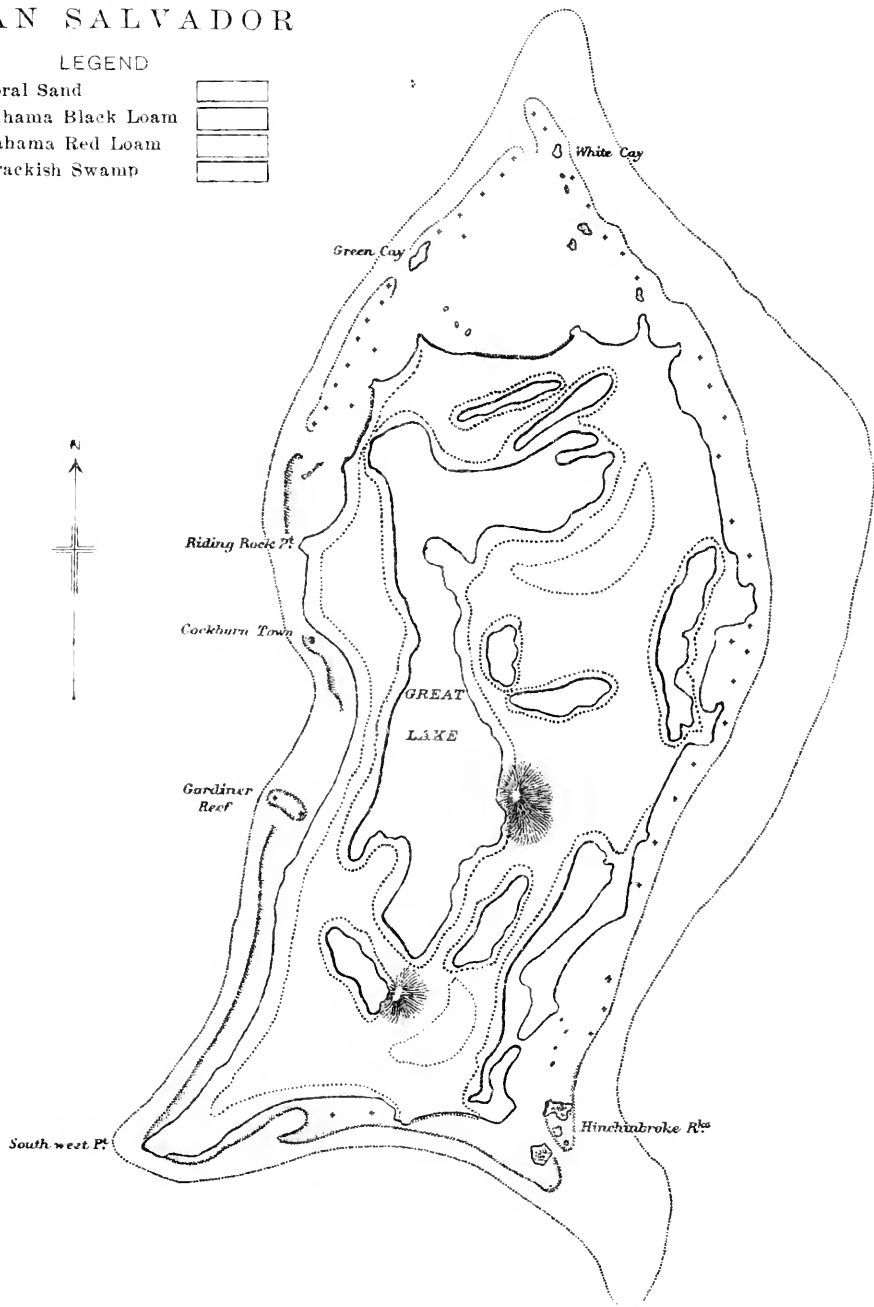 AN SALVADOR
LEGEND
oral Sand
hama Black Loam
ahama Red Loam
rackish Swamp
White Cay
Green Cay
N
Riding Rock Pt.
Cockburn Town
GREAT
LAKE
Gardiner
Reef
South west Pt.
Hinchinbroke Rks